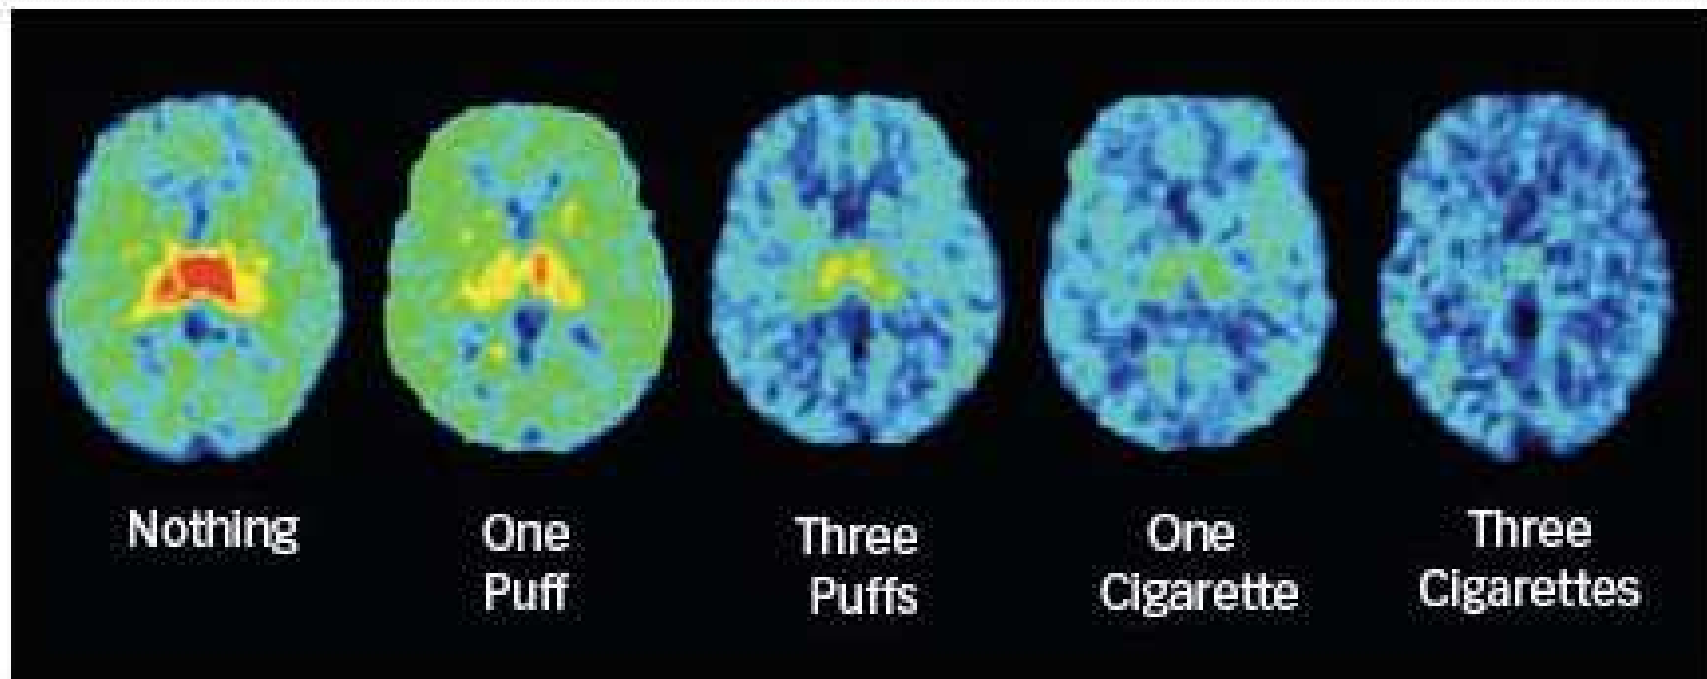 Nothing
One
Puff
Three
Puffs
One
Cigarette
Three
Cigarettes